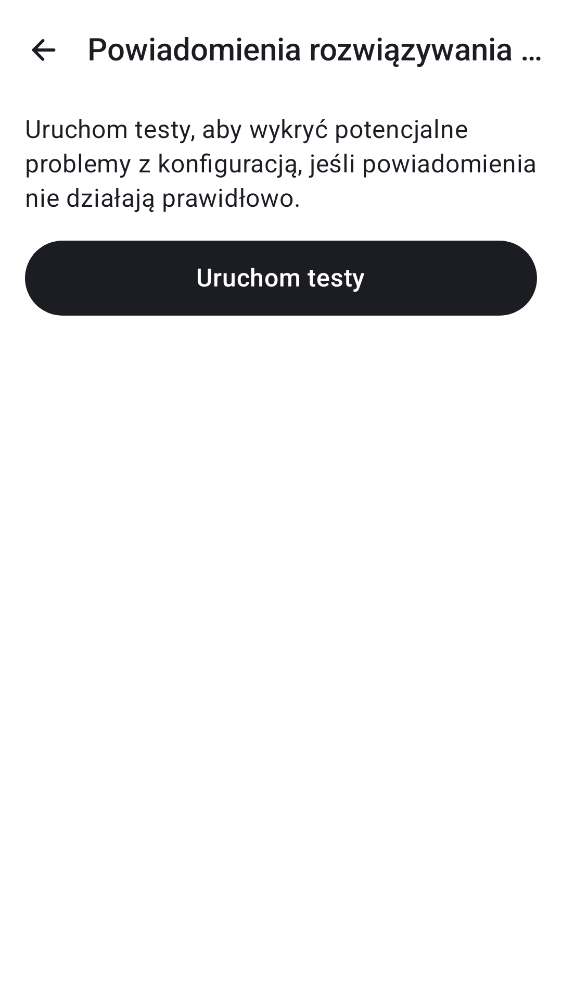 Powiadomienia rozwiązywania ...
Uruchom testy, aby wykryć potencjalne
problemy z konfiguracją, jeśli powiadomienia
nie działają prawidłowo.
Uruchom testy